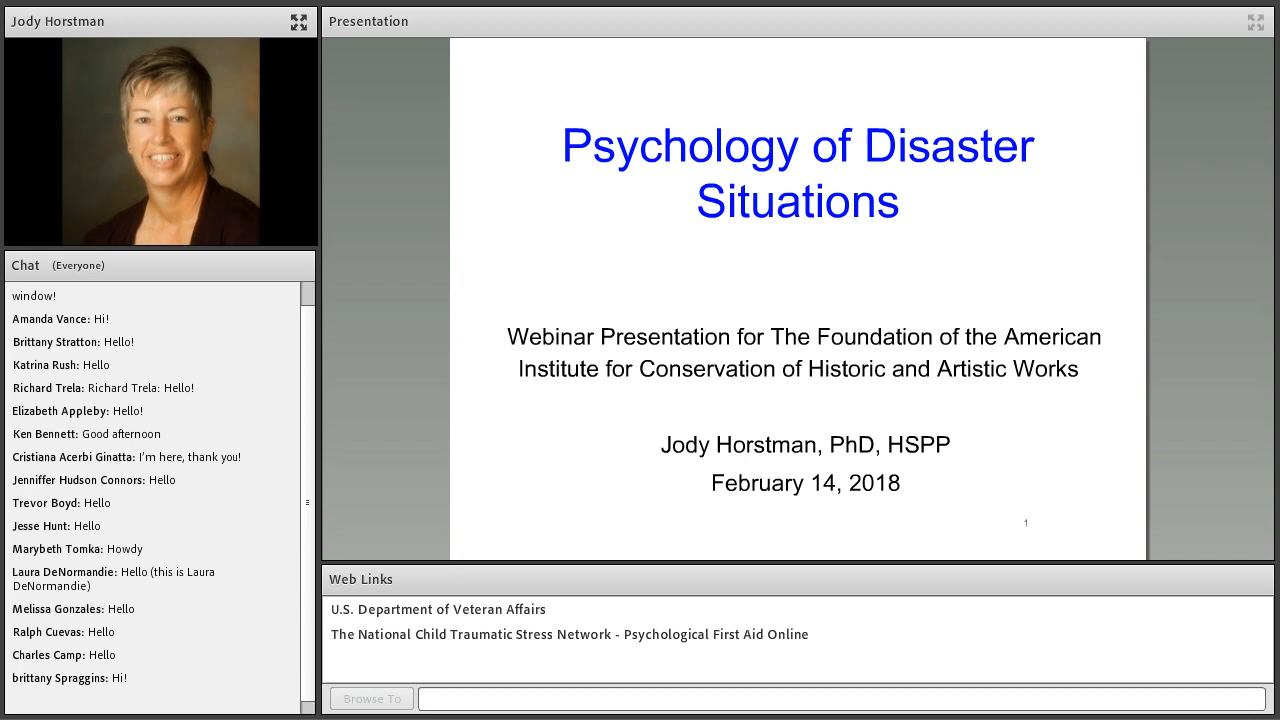 Jody Horstman
Chat (Everyone)
window!
Amanda Vance: Hi!
Brittany Stratton: Hello!
Katrina Rush: Hello
Richard Trela: Richard Trela: Hello!
Elizabeth Appleby: Hello!
Ken Bennett: Good afternoon
Cristiana Acerbi Ginatta: I'm here, thank you!
Jenniffer Hudson Connors: Hello
Trevor Boyd: Hello
Jesse Hunt: Hello
Marybeth Tomka: Howdy
Laura DeNormandie: Hello (this is Laura
DeNormandie)
Melissa Gonzales: Hello
Ralph Cuevas: Hello
Charles Camp: Hello
brittany Spraggins: Hi!
Presentation
Psychology of Disaster
Situations
Webinar Presentation for The Foundation of the American
Institute for Conservation of Historic and Artistic Works
Jody Horstman, PhD, HSPP
February 14, 2018
1
Web Links
U.S. Department of Veteran Affairs
The National Child Traumatic Stress Network - Psychological First Aid Online
Browse To